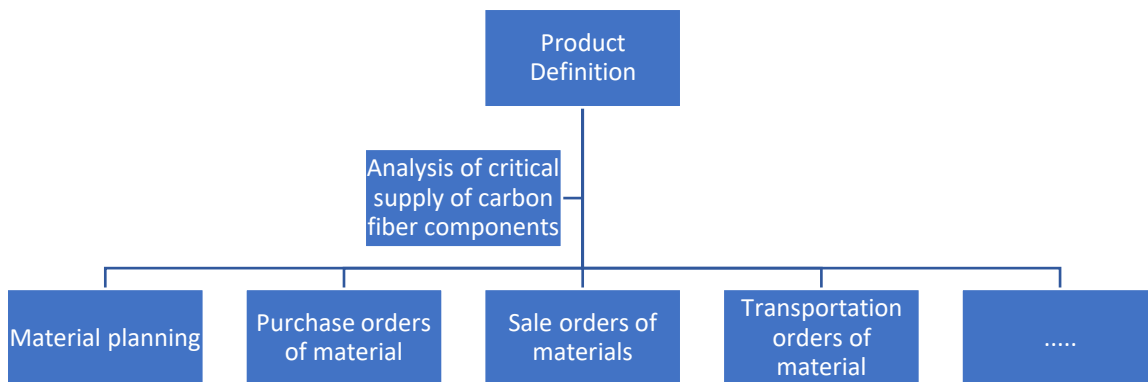 Product
Definition
Analysis of critical
supply of carbon
fiber components
Material planning
Purchase orders
of material
Sale orders of
materials
Transportation
orders of
material
.....